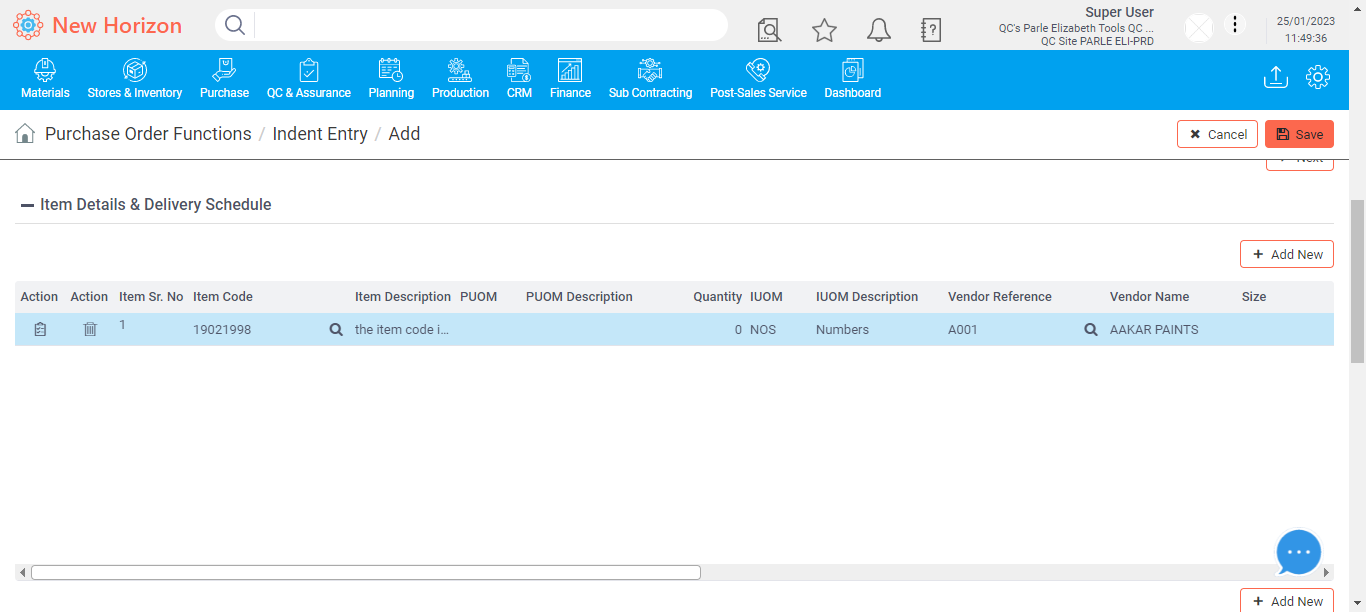 New Horizon
Super User
QC's Parle Elizabeth Tools QC ...
QC Site PARLE ELI-PRD
25/01/2023
11:49:36
Materials Stores & Inventory Purchase QC & Assurance Planning Production CRM Finance Sub Contracting Post-Sales Service Dashboard
Purchase Order Functions / Indent Entry / Add
Cancel Save
Next
Item Details & Delivery Schedule
+ Add New
Action Action Item Sr. No Item Code Item Description PUOM PUOM Description Quantity IUOM IUOM Description Vendor Reference Vendor Name Size
1 19021998 the item code i... 0 NOS Numbers A001 AAKAR PAINTS
+ Add New